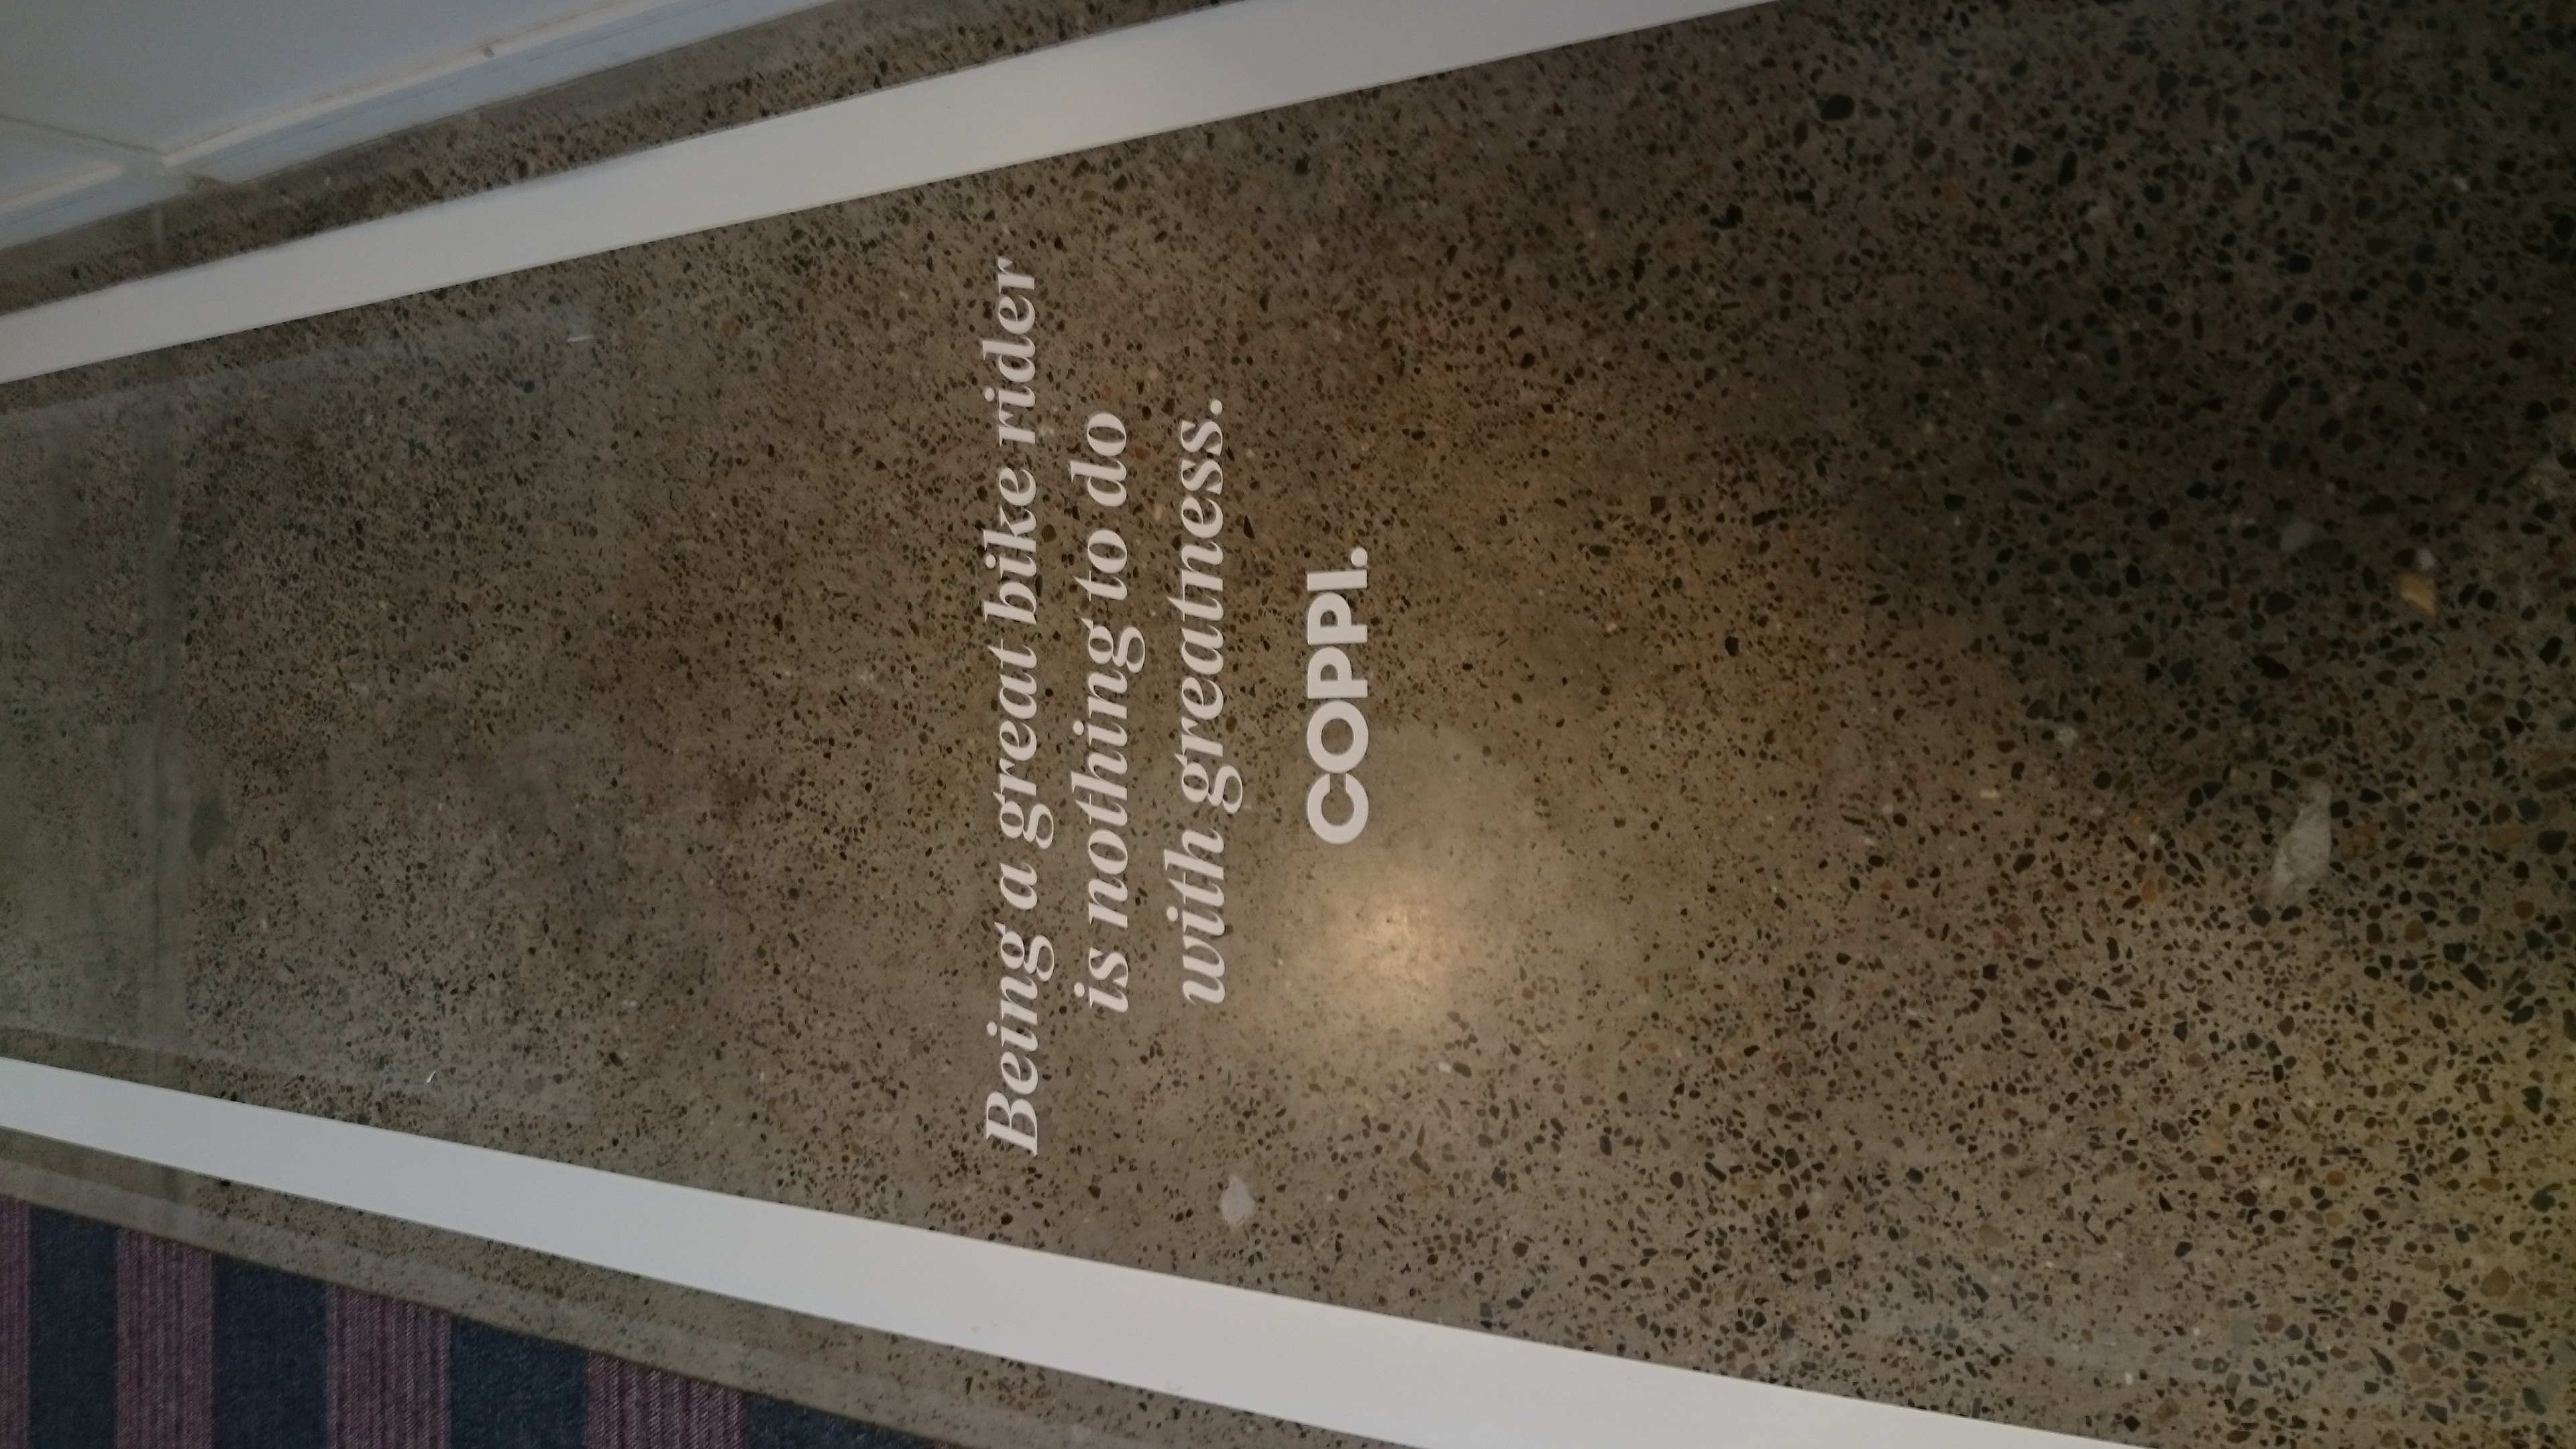 Being a great bike rider
is nothing to do
with greatness.
COPPI.